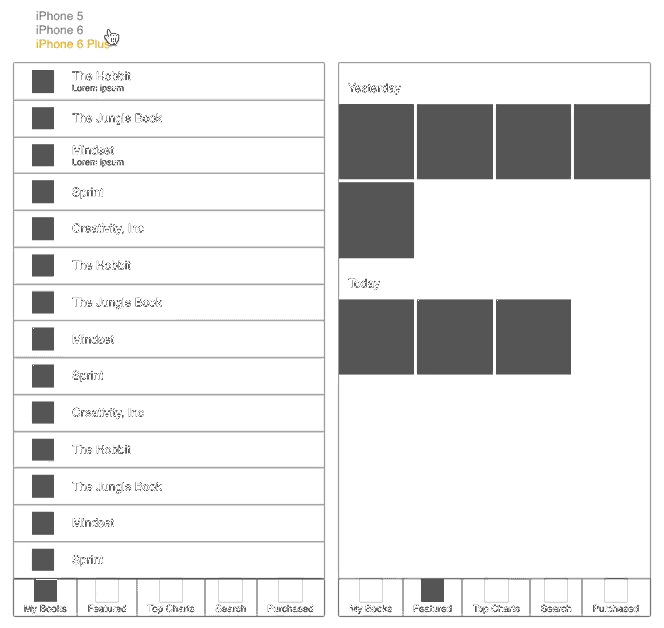 iPhone 5
iPhone 6
iPhone 6 Plus
The Hobbit
Lorem ipsum
The Jungle Book
Mindset
Lorem ipsum
Sprint
Creativity, Inc
The Hobbit
The Jungle Book
Mindset
Sprint
Creativity, Inc
The Hobbit
The Jungle Book
Mindset
Sprint
My Books
Featured
Top Charts
Search
Purchased
Yesterday
Today
My Books
Featured
Top Charts
Search
Purchased